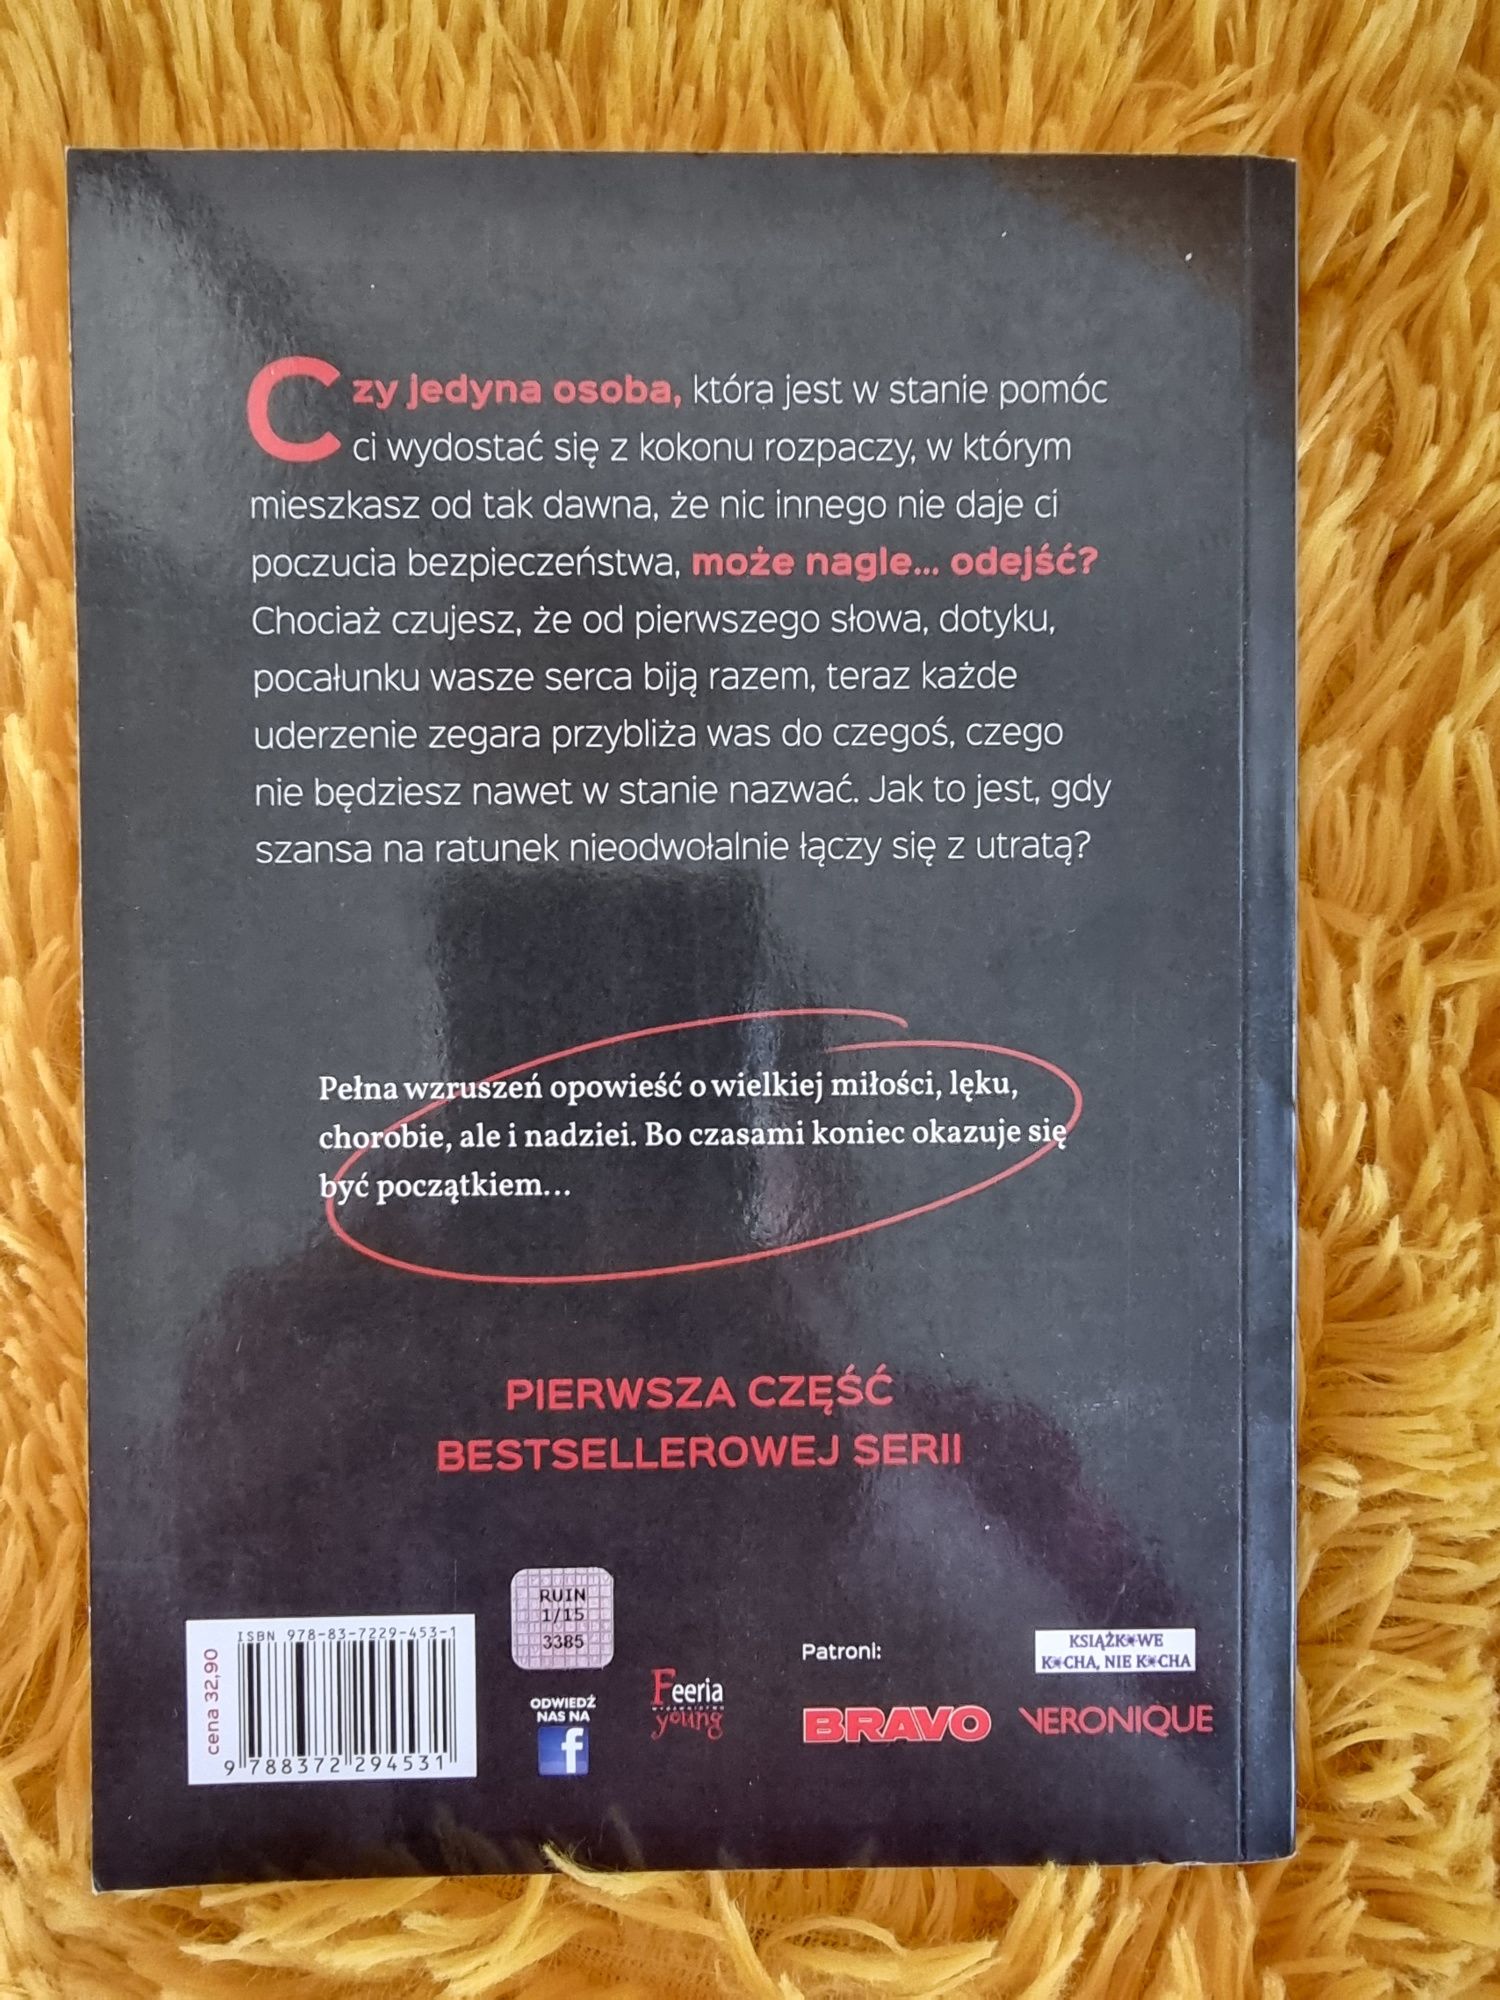 Czy jedyna osoba, która jest w stanie pomóc
ci wydostać się z kokonu rozpaczy, w którym
mieszkasz od tak dawna, że nic innego nie daje ci
poczucia bezpieczeństwa, może nagle... odejść?
Chociaż czujesz, że od pierwszego słowa, dotyku,
pocałunku wasze serca biją razem, teraz każde
uderzenie zegara przybliża was do czegoś, czego
nie będziesz nawet w stanie nazwać. Jak to jest, gdy
szansa na ratunek nieodwołalnie łączy się z utratą?
Pełna wzruszeń opowieść o wielkiej miłości, lęku,
chorobie, ale i nadziei. Bo czasami koniec okazuje się
być początkiem...
PIERWSZA CZĘŚĆ
BESTSELLEROWEJ SERII
cena 32,90
ISBN 978-83-7229-453-1
9 788372 294531
RUIN
1/15
3385
ODWIEDŹ
NAS NA
f
Feeria
wydawnictwo
young
Patroni:
BRAVO
KSIĄŻK*WE
K*CHA, NIE K*CHA
VERONIQUE